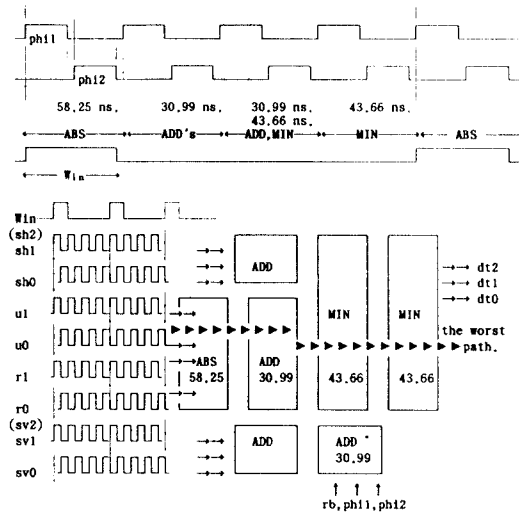 phi1
phi2
58.25 ns. 30.99 ns. 30.99 ns. 43.66 ns.
43.66 ns.
ABS ADD's ADD,MIN MIN ABS
Win
Win
(sh2)
sh1
sh0 ADD dt2
dt1
dt0
u1
u0 MIN MIN the worst
path.
r1 ABS ADD
58.25 30.99 43.66 43.66
r0
(sv2)
sv1 ADD ADD '
sv0 30.99
rb,phi1,phi2